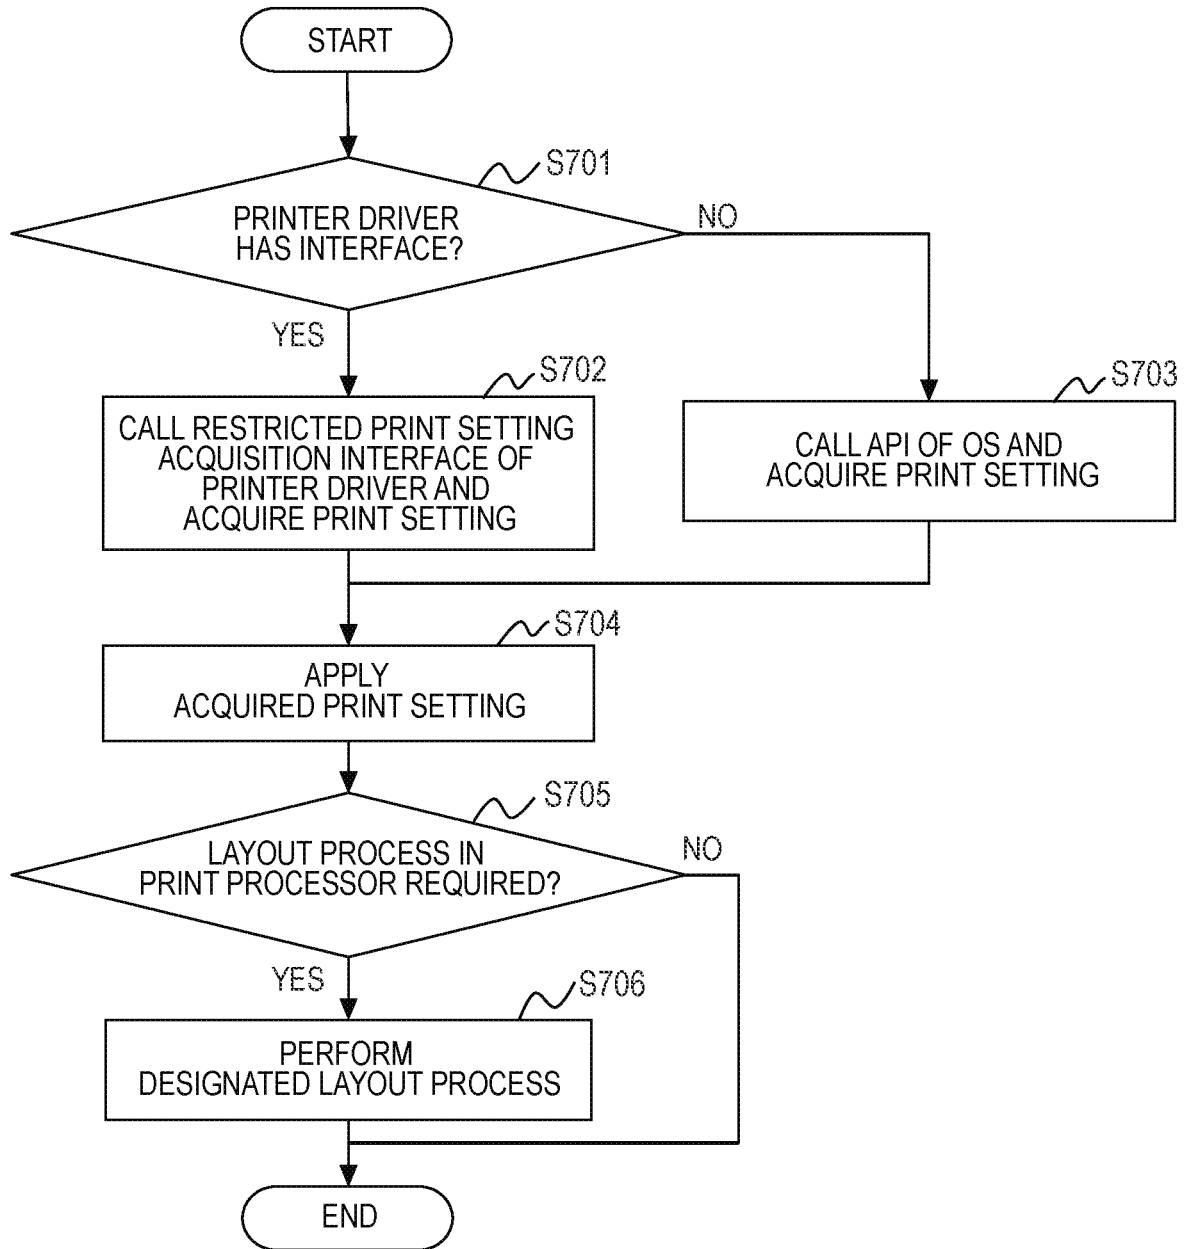 START
S701
PRINTER DRIVER
HAS INTERFACE?
NO
YES
S702
CALL RESTRICTED PRINT SETTING
ACQUISITION INTERFACE OF
PRINTER DRIVER AND
ACQUIRE PRINT SETTING
S703
CALL API OF OS AND
ACQUIRE PRINT SETTING
S704
APPLY
ACQUIRED PRINT SETTING
S705
LAYOUT PROCESS IN
PRINT PROCESSOR REQUIRED?
NO
YES
S706
PERFORM
DESIGNATED LAYOUT PROCESS
END